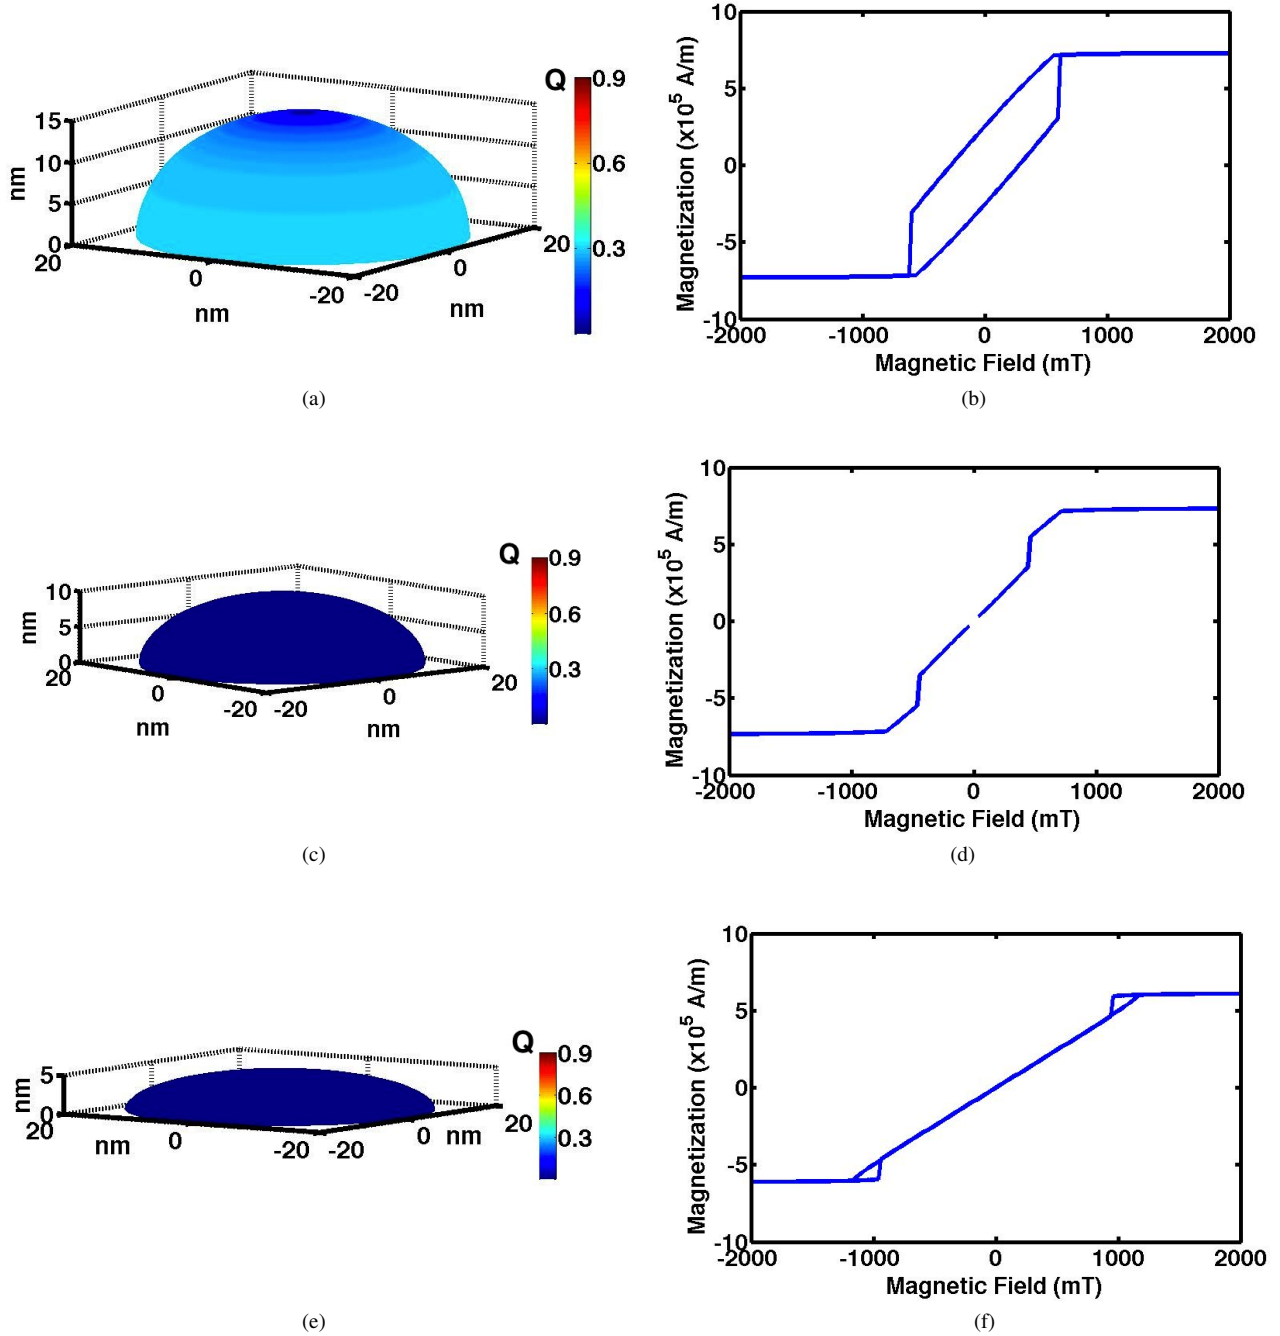 Q 0.9
0.6
0.3
15
10
5
0
nm
20
0
-20
-20
0
20
nm
nm
(a)
10
5
0
-5
-10
-2000 -1000 0 1000 2000
Magnetization (x10⁵ A/m)
Magnetic Field (mT)
(b)
Q 0.9
0.6
0.3
10
5
0
nm
20
0
-20
-20
0
20
nm
nm
(c)
10
5
0
-5
-10
-2000 -1000 0 1000 2000
Magnetization (x10⁵ A/m)
Magnetic Field (mT)
(d)
Q 0.9
0.6
0.3
5
0
nm
20
0
-20
-20
0
20
nm
nm
(e)
10
5
0
-5
-10
-2000 -1000 0 1000 2000
Magnetization (x10⁵ A/m)
Magnetic Field (mT)
(f)